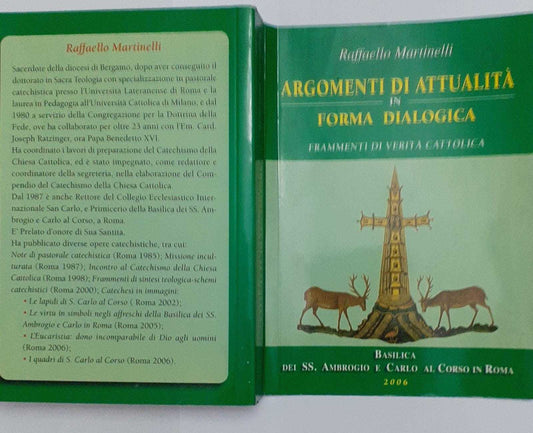 Raffaello Martinelli
Sacerdote della diocesi di Bergamo, dopo aver conseguito il
dottorato in Sacra Teologia con specializzazione in pastorale
catechistica presso l'Università Lateranense di Roma e la
laurea in Pedagogia all'Università Cattolica di Milano, e dal
1980 a servizio della Congregazione per la Dottrina della
Fede, ove ha collaborato per oltre 23 anni con l'Em. Card.
Joseph Ratzinger, ora Papa Benedetto XVI.
Ha coordinato i lavori di preparazione del Catechismo della
Chiesa Cattolica, ed è stato impegnato, come redattore e
coordinatore della segreteria, nella elaborazione del Com-
pendio del Catechismo della Chiesa Cattolica.
Dal 1987 è anche Rettore del Collegio Ecclesiastico Inter-
nazionale San Carlo, e Primicerio della Basilica dei SS. Am-
brogio e Carlo al Corso, a Roma.
E' Prelato d'onore di Sua Santità.
Ha pubblicato diverse opere catechistiche, tra cui:
Note di pastorale catechistica (Roma 1985); Missione incul-
turata (Roma 1987); Incontro al Catechismo della Chiesa
Cattolica (Roma 1998); Frammenti di sintesi teologica-schemi
catechistici (Roma 2000); Catechesi in immagini:
• Le lapidi di S. Carlo al Corso ( Roma 2002);
• Le virtù in simboli negli affreschi della Basilica dei SS.
Ambrogio e Carlo in Roma (Roma 2005);
• L'Eucaristia: dono incomparabile di Dio agli uomini
(Roma 2006);
• I quadri di S. Carlo al Corso (Roma 2006).
Raffaello Martinelli
ARGOMENTI DI ATTUALITÀ
IN
FORMA DIALOGICA
FRAMMENTI DI VERITÀ CATTOLICA
BASILICA
DEI SS. AMBROGIO E CARLO AL CORSO IN ROMA
2006